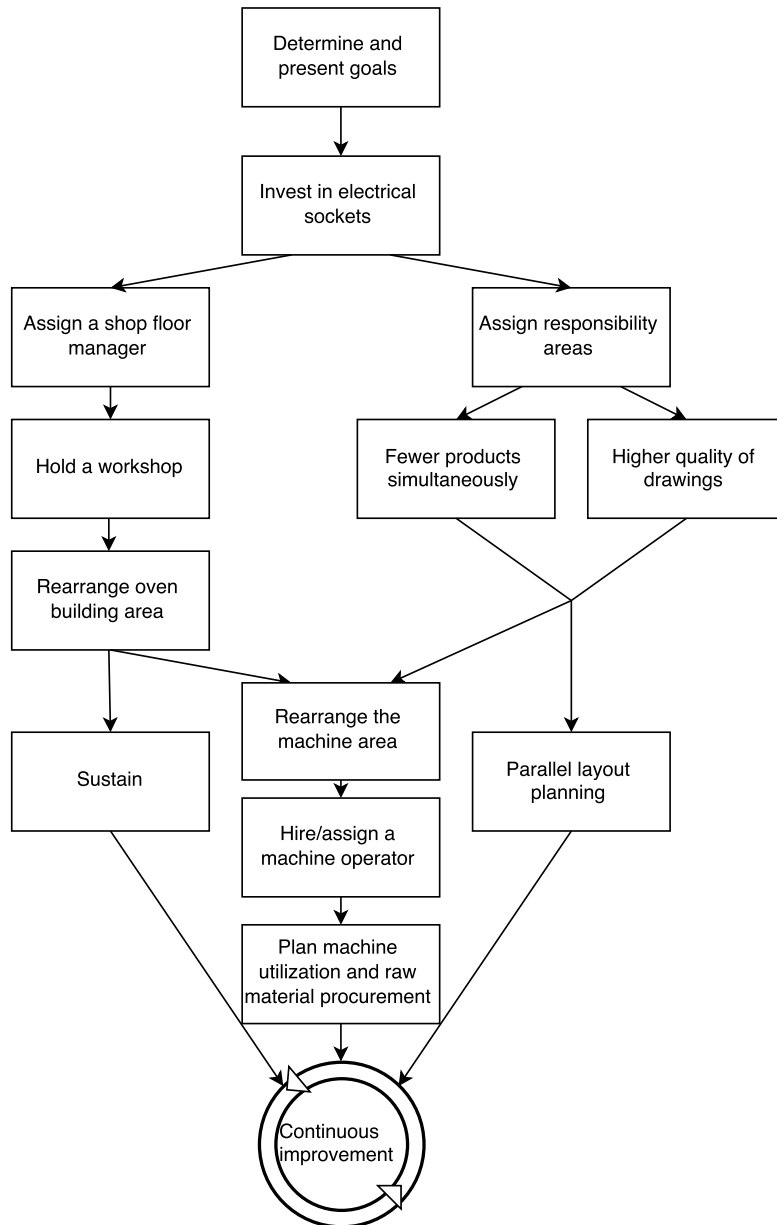 Determine and
present goals
Invest in electrical
sockets
Assign a shop floor
manager
Assign responsibility
areas
Hold a workshop
Fewer products
simultaneously
Higher quality of
drawings
Rearrange oven
building area
Rearrange the
machine area
Sustain
Parallel layout
planning
Hire/assign a
machine operator
Plan machine
utilization and raw
material procurement
Continuous
improvement